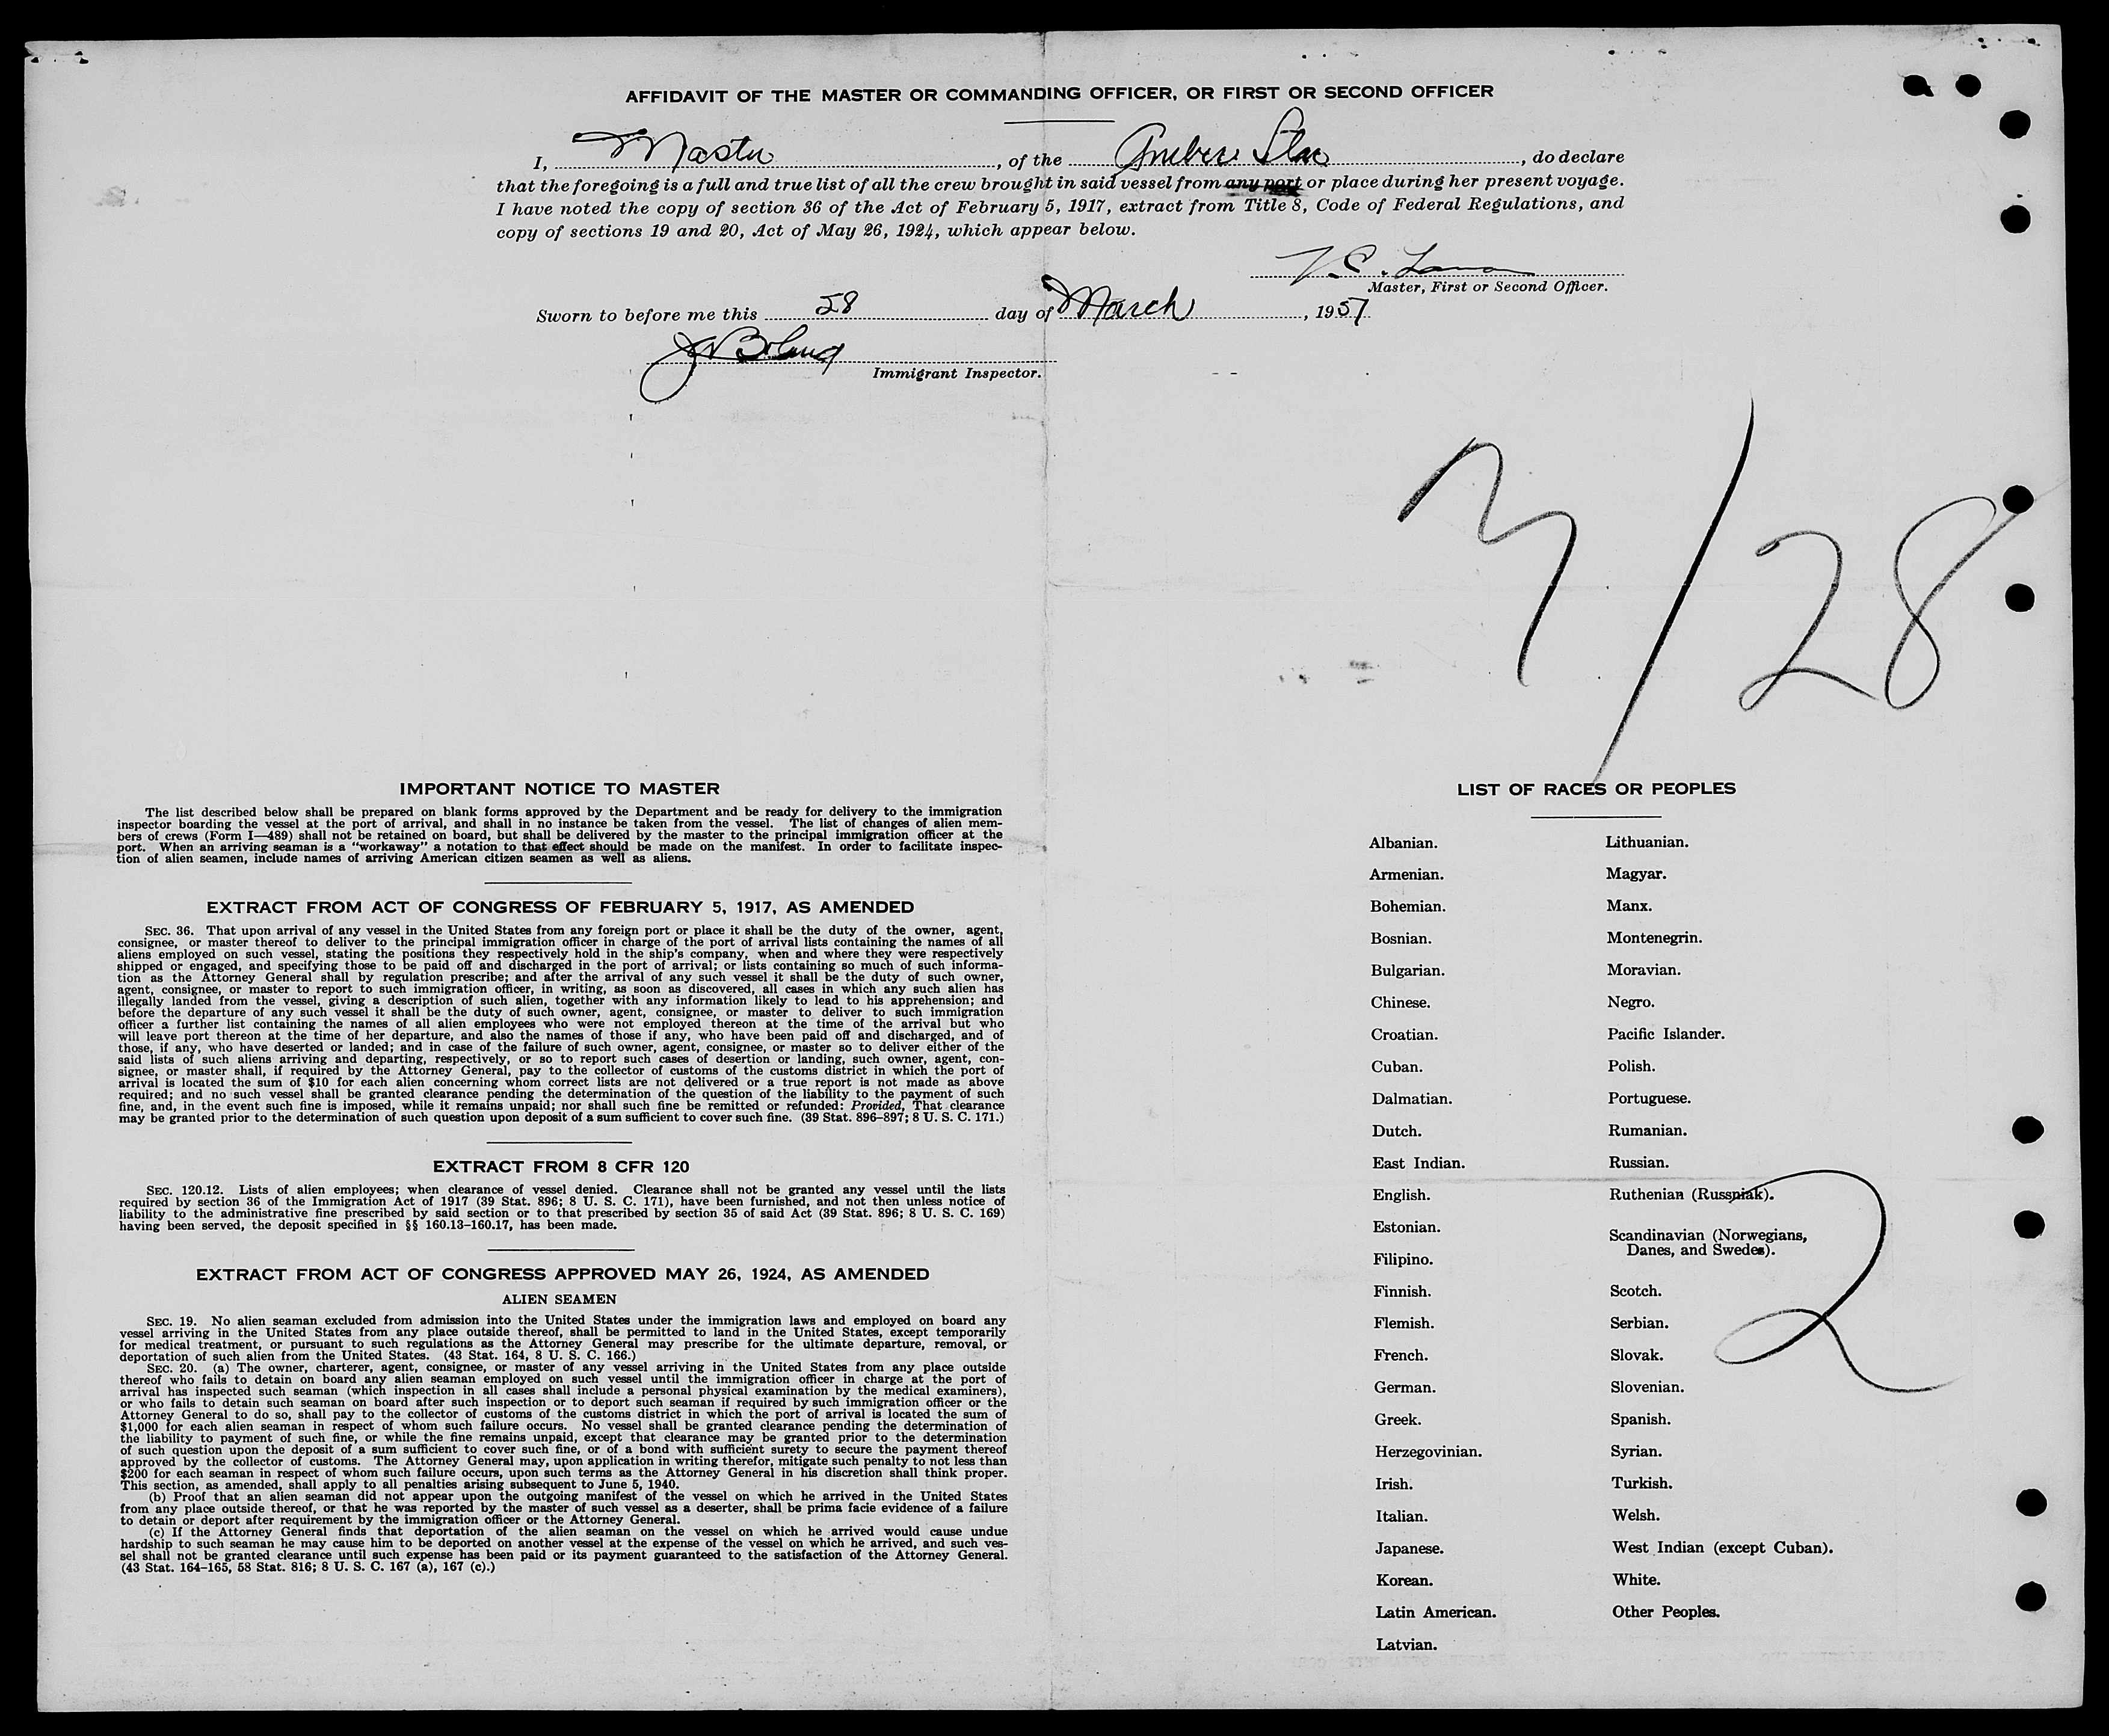 AFFIDAVIT OF THE MASTER OR COMMANDING OFFICER, OR FIRST OR SECOND OFFICER
I, Master, of the Amber Star, do declare
that the foregoing is a full and true list of all the crew brought in said vessel from any port or place during her present voyage.
I have noted the copy of section 36 of the Act of February 5, 1917, extract from Title 8, Code of Federal Regulations, and
copy of sections 19 and 20, Act of May 26, 1924, which appear below.
Master, First or Second Officer.
Sworn to before me this 28 day of March, 1957
Immigrant Inspector.
3/28
IMPORTANT NOTICE TO MASTER
The list described below shall be prepared on blank forms approved by the Department and be ready for delivery to the immigration
inspector boarding the vessel at the port of arrival, and shall in no instance be taken from the vessel. The list of changes of alien mem-
bers of crews (Form I—489) shall not be retained on board, but shall be delivered by the master to the principal immigration officer at the
port. When an arriving seaman is a "workaway" a notation to that effect should be made on the manifest. In order to facilitate inspec-
tion of alien seamen, include names of arriving American citizen seamen as well as aliens.
EXTRACT FROM ACT OF CONGRESS OF FEBRUARY 5, 1917, AS AMENDED
SEC. 36. That upon arrival of any vessel in the United States from any foreign port or place it shall be the duty of the owner, agent,
consignee, or master thereof to deliver to the principal immigration officer in charge of the port of arrival lists containing the names of all
aliens employed on such vessel, stating the positions they respectively hold in the ship's company, when and where they were respectively
shipped or engaged, and specifying those to be paid off and discharged in the port of arrival; or lists containing so much of such informa-
tion as the Attorney General shall by regulation prescribe; and after the arrival of any such vessel it shall be the duty of such owner,
agent, consignee, or master to report to such immigration officer, in writing, as soon as discovered, all cases in which any such alien has
illegally landed from the vessel, giving a description of such alien, together with any information likely to lead to his apprehension; and
before the departure of any such vessel it shall be the duty of such owner, agent, consignee, or master to deliver to such immigration
officer a further list containing the names of all alien employees who were not employed thereon at the time of the arrival but who
will leave port thereon at the time of her departure, and also the names of those if any, who have been paid off and discharged, and of
those, if any, who have deserted or landed; and in case of the failure of such owner, agent, consignee, or master so to deliver either of the
said lists of such aliens arriving and departing, respectively, or so to report such cases of desertion or landing, such owner, agent, con-
signee, or master shall, if required by the Attorney General, pay to the collector of customs of the customs district in which the port of
arrival is located the sum of $10 for each alien concerning whom correct lists are not delivered or a true report is not made as above
required; and no such vessel shall be granted clearance pending the determination of the question of the liability to the payment of such
fine, and, in the event such fine is imposed, while it remains unpaid; nor shall such fine be remitted or refunded: Provided, That clearance
may be granted prior to the determination of such question upon deposit of a sum sufficient to cover such fine. (39 Stat. 896–897; 8 U. S. C. 171.)
EXTRACT FROM 8 CFR 120
SEC. 120.12. Lists of alien employees; when clearance of vessel denied. Clearance shall not be granted any vessel until the lists
required by section 36 of the Immigration Act of 1917 (39 Stat. 896; 8 U. S. C. 171), have been furnished, and not then unless notice of
liability to the administrative fine prescribed by said section or to that prescribed by section 35 of said Act (39 Stat. 896; 8 U. S. C. 169)
having been served, the deposit specified in §§ 160.13–160.17, has been made.
EXTRACT FROM ACT OF CONGRESS APPROVED MAY 26, 1924, AS AMENDED
ALIEN SEAMEN
SEC. 19. No alien seaman excluded from admission into the United States under the immigration laws and employed on board any
vessel arriving in the United States from any place outside thereof, shall be permitted to land in the United States, except temporarily
for medical treatment, or pursuant to such regulations as the Attorney General may prescribe for the ultimate departure, removal, or
deportation of such alien from the United States. (43 Stat. 164, 8 U. S. C. 166.)
SEC. 20. (a) The owner, charterer, agent, consignee, or master of any vessel arriving in the United States from any place outside
thereof who fails to detain on board any alien seaman employed on such vessel until the immigration officer in charge at the port of
arrival has inspected such seaman (which inspection in all cases shall include a personal physical examination by the medical examiners),
or who fails to detain such seaman on board after such inspection or to deport such seaman if required by such immigration officer or the
Attorney General to do so, shall pay to the collector of customs of the customs district in which the port of arrival is located the sum of
$1,000 for each alien seaman in respect of whom such failure occurs. No vessel shall be granted clearance pending the determination of
the liability to payment of such fine, or while the fine remains unpaid, except that clearance may be granted prior to the determination
of such question upon the deposit of a sum sufficient to cover such fine, or of a bond with sufficient surety to secure the payment thereof
approved by the collector of customs. The Attorney General may, upon application in writing therefor, mitigate such penalty to not less than
$200 for each seaman in respect of whom such failure occurs, upon such terms as the Attorney General in his discretion shall think proper.
This section, as amended, shall apply to all penalties arising subsequent to June 5, 1940.
(b) Proof that an alien seaman did not appear upon the outgoing manifest of the vessel on which he arrived in the United States
from any place outside thereof, or that he was reported by the master of such vessel as a deserter, shall be prima facie evidence of a failure
to detain or deport after requirement by the immigration officer or the Attorney General.
(c) If the Attorney General finds that deportation of the alien seaman on the vessel on which he arrived would cause undue
hardship to such seaman he may cause him to be deported on another vessel at the expense of the vessel on which he arrived, and such ves-
sel shall not be granted clearance until such expense has been paid or its payment guaranteed to the satisfaction of the Attorney General.
(43 Stat. 164–165, 58 Stat. 816; 8 U. S. C. 167 (a), 167 (c).)
LIST OF RACES OR PEOPLES
Albanian.
Armenian.
Bohemian.
Bosnian.
Bulgarian.
Chinese.
Croatian.
Cuban.
Dalmatian.
Dutch.
East Indian.
English.
Estonian.
Filipino.
Finnish.
Flemish.
French.
German.
Greek.
Herzegovinian.
Irish.
Italian.
Japanese.
Korean.
Latin American.
Latvian.
Lithuanian.
Magyar.
Manx.
Montenegrin.
Moravian.
Negro.
Pacific Islander.
Polish.
Portuguese.
Rumanian.
Russian.
Ruthenian (Russniak).
Scandinavian (Norwegians,
Danes, and Swedes).
Scotch.
Serbian.
Slovak.
Slovenian.
Spanish.
Syrian.
Turkish.
Welsh.
West Indian (except Cuban).
White.
Other Peoples.
2